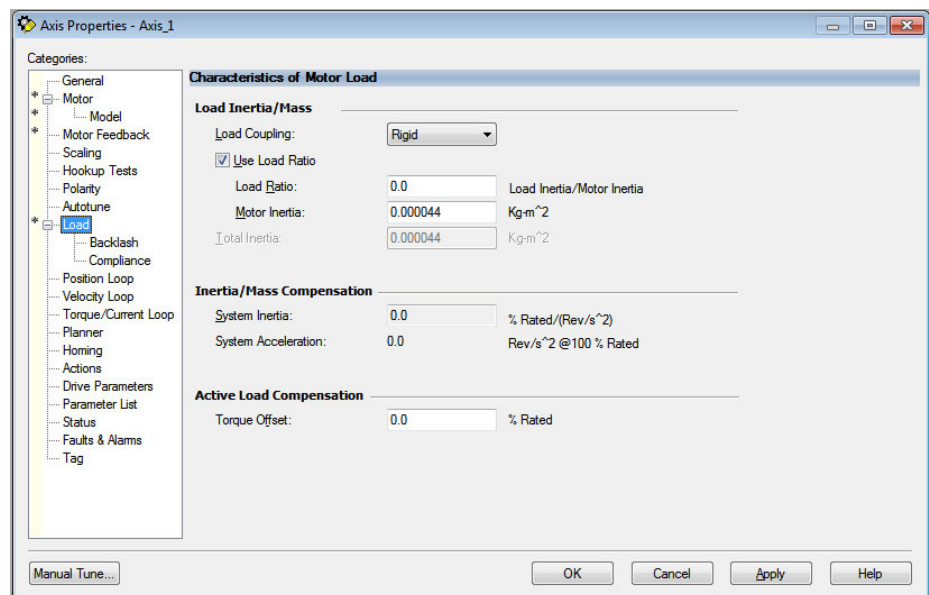 Axis Properties - Axis_1
Categories:
General
* Motor
* Model
* Motor Feedback
Scaling
Hookup Tests
Polarity
Autotune
* Load
Backlash
Compliance
Position Loop
Velocity Loop
Torque/Current Loop
Planner
Homing
Actions
Drive Parameters
Parameter List
Status
Faults & Alarms
Tag
Characteristics of Motor Load
Load Inertia/Mass
Load Coupling: Rigid
Use Load Ratio
Load Ratio: 0.0 Load Inertia/Motor Inertia
Motor Inertia: 0.000044 Kg-m^2
Total Inertia: 0.000044 Kg-m^2
Inertia/Mass Compensation
System Inertia: 0.0 % Rated/(Rev/s^2)
System Acceleration: 0.0 Rev/s^2 @100 % Rated
Active Load Compensation
Torque Offset: 0.0 % Rated
Manual Tune... OK Cancel Apply Help